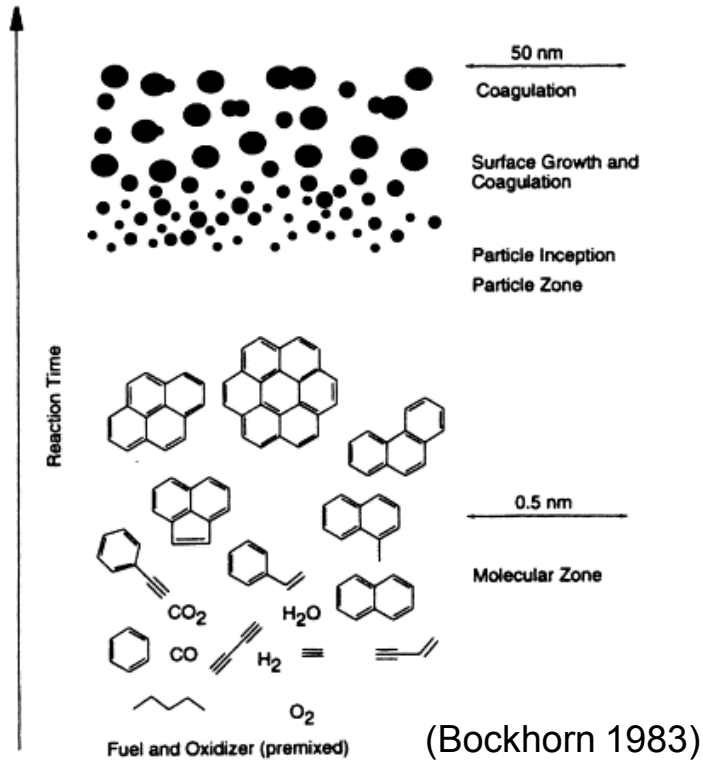 50 nm
Coagulation
Surface Growth and
Coagulation
Particle Inception
Particle Zone
Reaction Time
0.5 nm
Molecular Zone
CO₂
H₂O
CO
H₂
O₂
Fuel and Oxidizer (premixed)
(Bockhorn 1983)